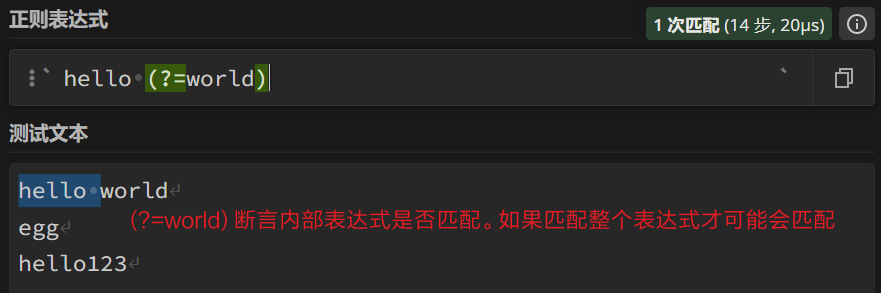 正则表达式
1 次匹配 (14 步, 20μs)
` hello·(?=world) `
测试文本
hello·world↵
(?=world) 断言内部表达式是否匹配。如果匹配整个表达式才可能会匹配
egg↵
hello123↵